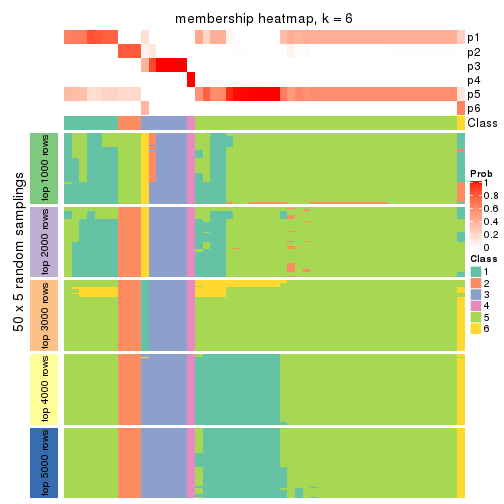 membership heatmap, k = 6
p1
p2
p3
p4
p5
p6
Class
50 x 5 random samplings
top 1000 rows
top 2000 rows
top 3000 rows
top 4000 rows
top 5000 rows
Prob
1
0.8
0.6
0.4
0.2
0
Class
1
2
3
4
5
6